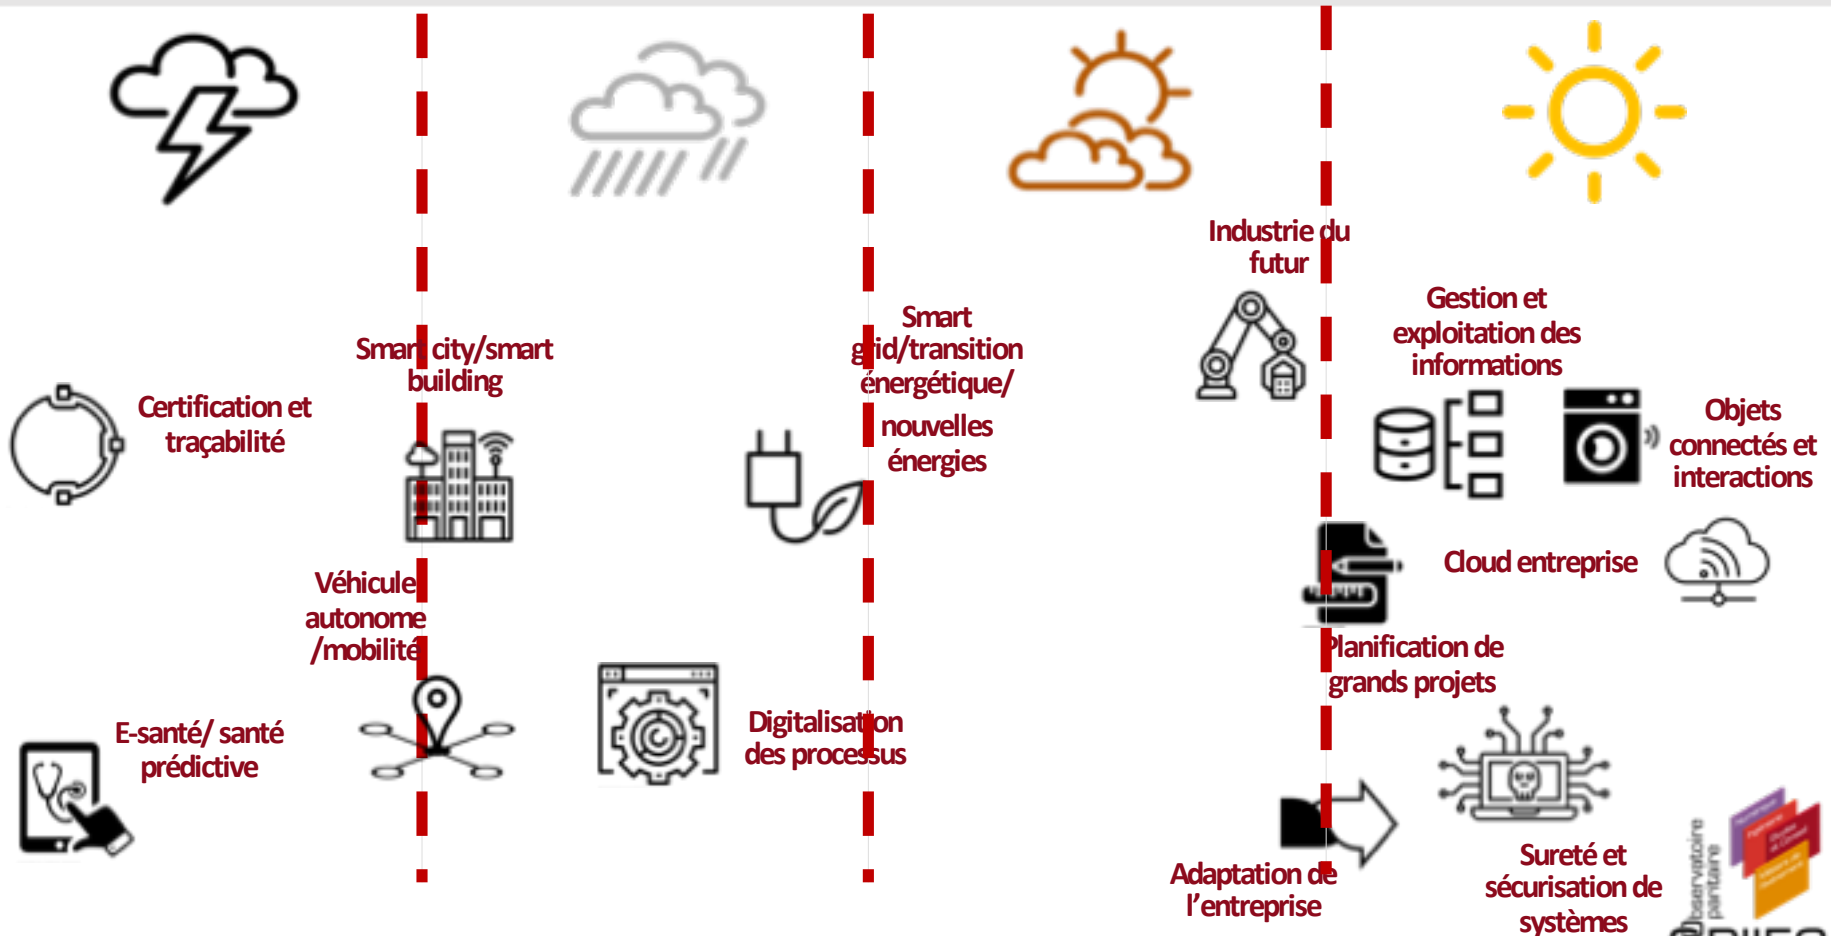 Industrie du
futur
Gestion et
exploitation des
informations
Smart
grid/transition
énergétique/
nouvelles
énergies
Smart city/smart
building
Certification et
traçabilité
Objets
connectés et
interactions
Cloud entreprise
Véhicule
autonome
/mobilité
Planification de
grands projets
E-santé/ santé
prédictive
Digitalisation
des processus
Adaptation de
l'entreprise
Sureté et
sécurisation de
systèmes
Observatoire
paritaire